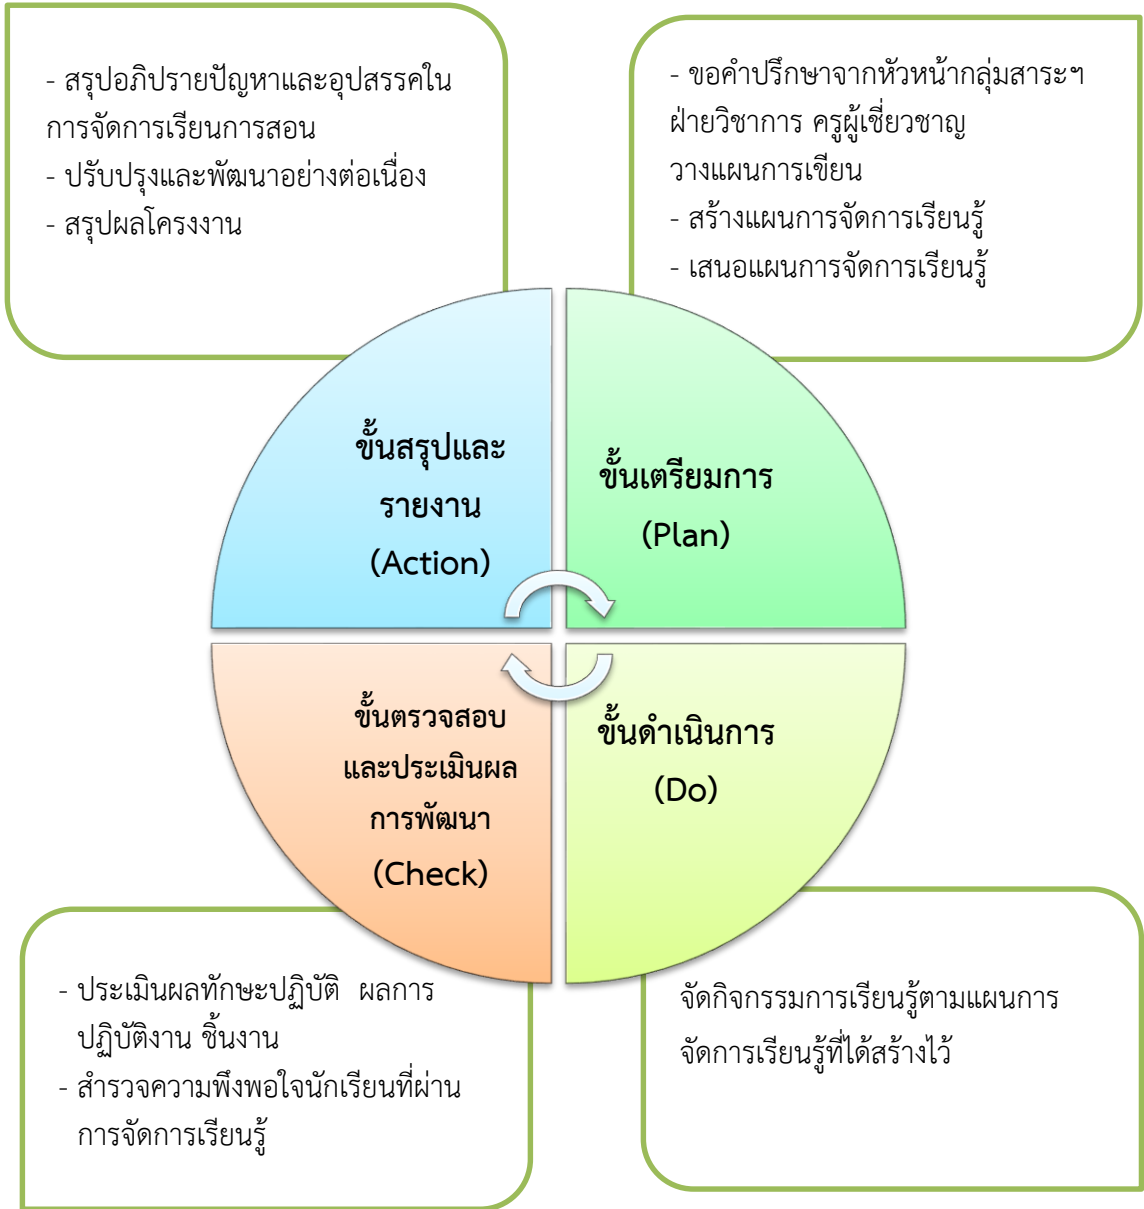 - สรุปอภิปรายปัญหาและอุปสรรคใน
การจัดการเรียนการสอน
- ปรับปรุงและพัฒนาอย่างต่อเนื่อง
- สรุปผลโครงงาน
- ขอคำปรึกษาจากหัวหน้ากลุ่มสาระฯ
ฝ่ายวิชาการ ครูผู้เชี่ยวชาญ
วางแผนการเขียน
- สร้างแผนการจัดการเรียนรู้
- เสนอแผนการจัดการเรียนรู้
ขั้นสรุปและ
รายงาน
(Action)
ขั้นเตรียมการ
(Plan)
ขั้นตรวจสอบ
และประเมินผล
การพัฒนา
(Check)
ขั้นดำเนินการ
(Do)
- ประเมินผลทักษะปฏิบัติ ผลการ
ปฏิบัติงาน ชิ้นงาน
- สำรวจความพึงพอใจนักเรียนที่ผ่าน
การจัดการเรียนรู้
จัดกิจกรรมการเรียนรู้ตามแผนการ
จัดการเรียนรู้ที่ได้สร้างไว้